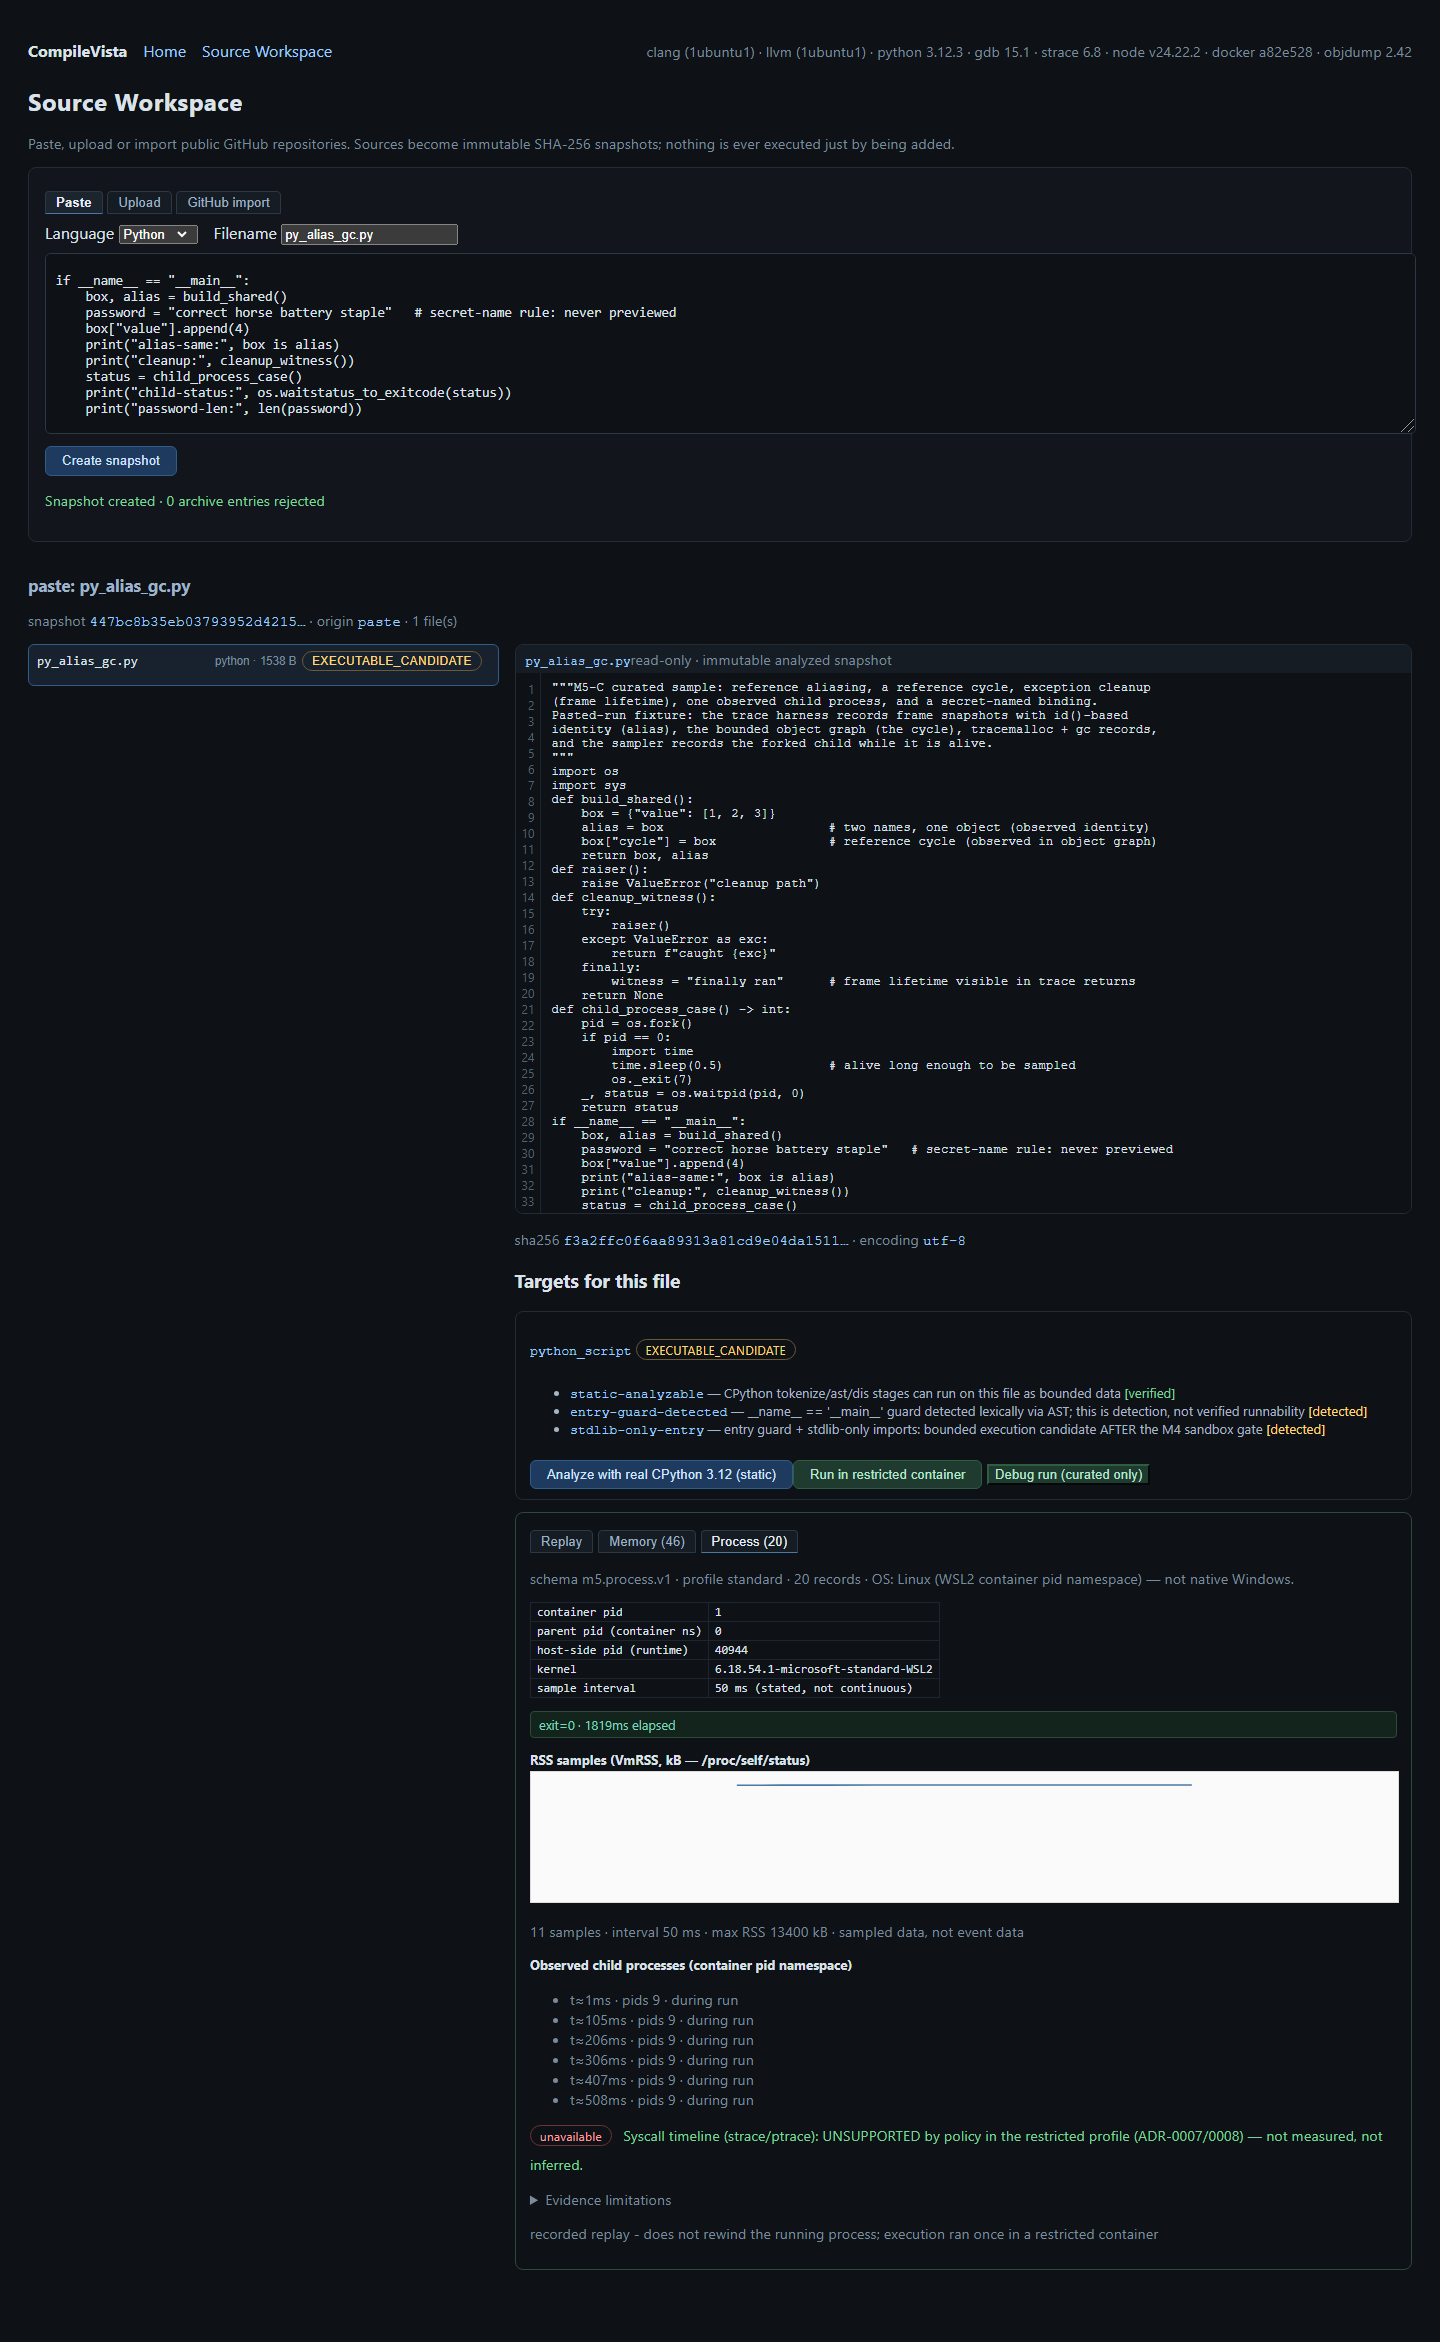 CompileVista Home Source Workspace clang (1ubuntu1) · llvm (1ubuntu1) · python 3.12.3 · gdb 15.1 · strace 6.8 · node v24.22.2 · docker a82e528 · objdump 2.42
Source Workspace
Paste, upload or import public GitHub repositories. Sources become immutable SHA-256 snapshots; nothing is ever executed just by being added.
Paste Upload GitHub import
Language Python Filename py_alias_gc.py
if __name__ == "__main__":
    box, alias = build_shared()
    password = "correct horse battery staple"   # secret-name rule: never previewed
    box["value"].append(4)
    print("alias-same:", box is alias)
    print("cleanup:", cleanup_witness())
    status = child_process_case()
    print("child-status:", os.waitstatus_to_exitcode(status))
    print("password-len:", len(password))
Create snapshot
Snapshot created · 0 archive entries rejected
paste: py_alias_gc.py
snapshot 447bc8b35eb03793952d4215… · origin paste · 1 file(s)
py_alias_gc.py python · 1538 B EXECUTABLE_CANDIDATE
py_alias_gc.pyread-only · immutable analyzed snapshot
1 """M5-C curated sample: reference aliasing, a reference cycle, exception cleanup
2 (frame lifetime), one observed child process, and a secret-named binding.
3 Pasted-run fixture: the trace harness records frame snapshots with id()-based
4 identity (alias), the bounded object graph (the cycle), tracemalloc + gc records,
5 and the sampler records the forked child while it is alive.
"""
6 import os
7 import sys
8 def build_shared():
9     box = {"value": [1, 2, 3]}
10     alias = box                      # two names, one object (observed identity)
11     box["cycle"] = box               # reference cycle (observed in object graph)
    return box, alias
12 def raiser():
13     raise ValueError("cleanup path")
14 def cleanup_witness():
15     try:
16         raiser()
17     except ValueError as exc:
        return f"caught {exc}"
18     finally:
19         witness = "finally ran"      # frame lifetime visible in trace returns
20     return None
21 def child_process_case() -> int:
22     pid = os.fork()
23     if pid == 0:
24         import time
        time.sleep(0.5)              # alive long enough to be sampled
25         os._exit(7)
26     _, status = os.waitpid(pid, 0)
27     return status
28 if __name__ == "__main__":
29     box, alias = build_shared()
30     password = "correct horse battery staple"   # secret-name rule: never previewed
    box["value"].append(4)
31     print("alias-same:", box is alias)
32     print("cleanup:", cleanup_witness())
33     status = child_process_case()
sha256 f3a2ffc0f6aa89313a81cd9e04da1511… · encoding utf-8
Targets for this file
python_script EXECUTABLE_CANDIDATE
• static-analyzable — CPython tokenize/ast/dis stages can run on this file as bounded data [verified]
• entry-guard-detected — __name__ == '__main__' guard detected lexically via AST; this is detection, not verified runnability [detected]
• stdlib-only-entry — entry guard + stdlib-only imports: bounded execution candidate AFTER the M4 sandbox gate [detected]
Analyze with real CPython 3.12 (static) Run in restricted container Debug run (curated only)
Replay Memory (46) Process (20)
schema m5.process.v1 · profile standard · 20 records · OS: Linux (WSL2 container pid namespace) — not native Windows.
container pid 1
parent pid (container ns) 0
host-side pid (runtime) 40944
kernel 6.18.54.1-microsoft-standard-WSL2
sample interval 50 ms (stated, not continuous)
exit=0 · 1819ms elapsed
RSS samples (VmRSS, kB — /proc/self/status)
11 samples · interval 50 ms · max RSS 13400 kB · sampled data, not event data
Observed child processes (container pid namespace)
• t≈1ms · pids 9 · during run
• t≈105ms · pids 9 · during run
• t≈206ms · pids 9 · during run
• t≈306ms · pids 9 · during run
• t≈407ms · pids 9 · during run
• t≈508ms · pids 9 · during run
unavailable Syscall timeline (strace/ptrace): UNSUPPORTED by policy in the restricted profile (ADR-0007/0008) — not measured, not
inferred.
▶ Evidence limitations
recorded replay - does not rewind the running process; execution ran once in a restricted container